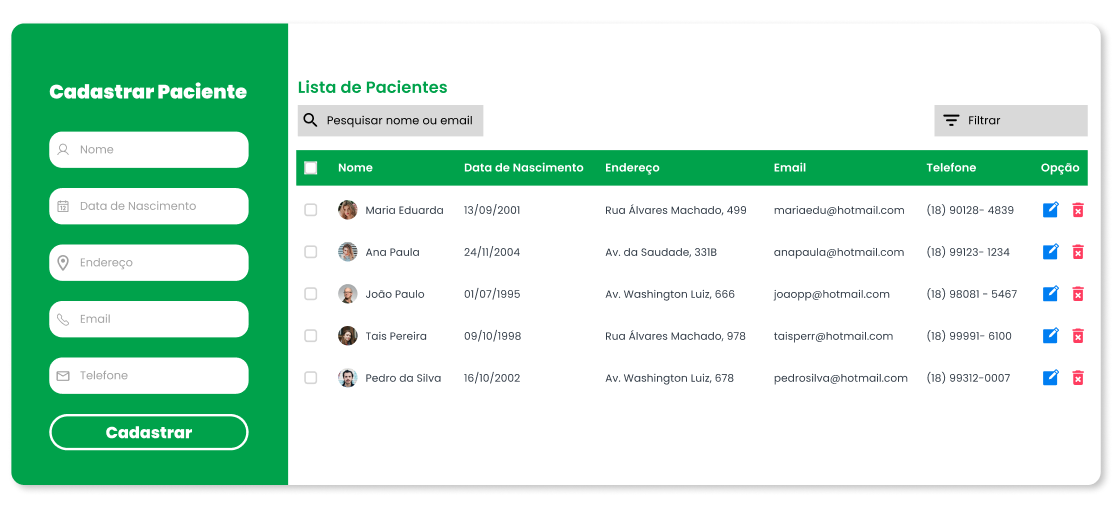 Cadastrar Paciente
Nome
12
Data de Nascimento
Endereço
Email
Telefone
Cadastrar
Lista de Pacientes
Pesquisar nome ou email
Filtrar
Nome Data de Nascimento Endereço Email Telefone Opção
Maria Eduarda 13/09/2001 Rua Álvares Machado, 499 mariaedu@hotmail.com (18) 90128- 4839
Ana Paula 24/11/2004 Av. da Saudade, 331B anapaula@hotmail.com (18) 99123- 1234
João Paulo 01/07/1995 Av. Washington Luiz, 666 joaopp@hotmail.com (18) 98081 - 5467
Tais Pereira 09/10/1998 Rua Álvares Machado, 978 taisperr@hotmail.com (18) 99991- 6100
Pedro da Silva 16/10/2002 Av. Washington Luiz, 678 pedrosilva@hotmail.com (18) 99312-0007